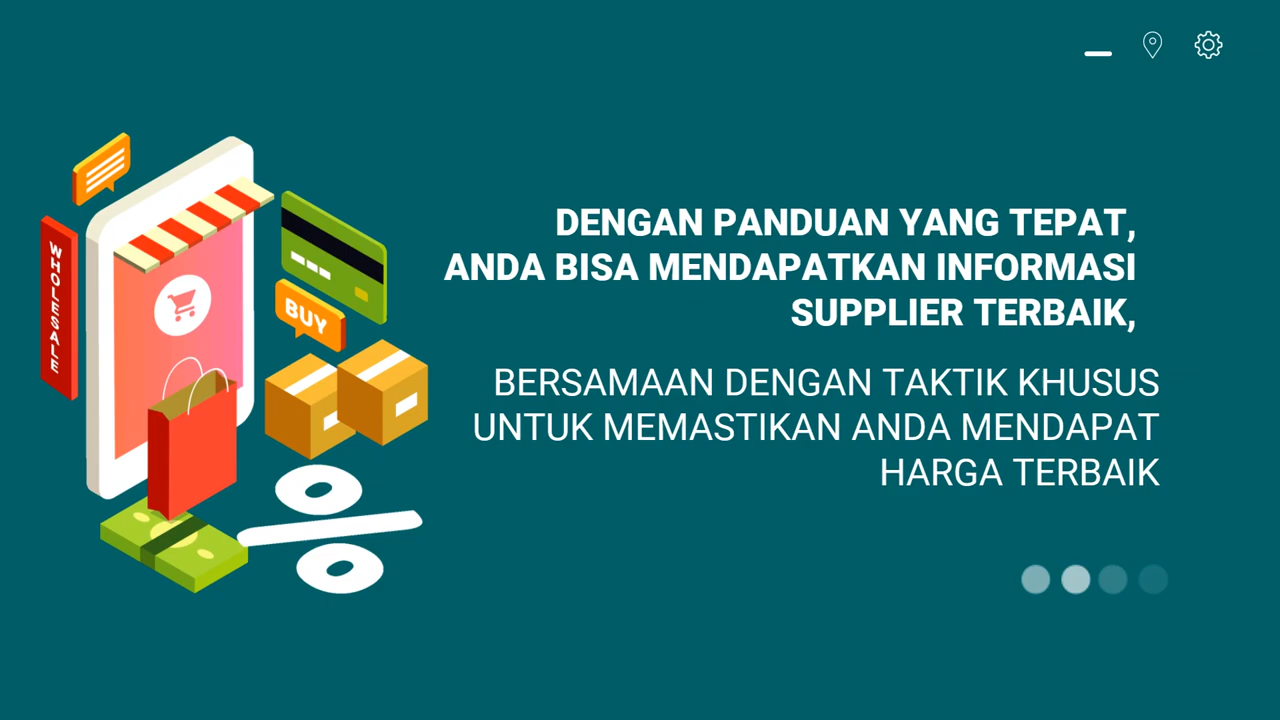 WHOLESALE
BUY
DENGAN PANDUAN YANG TEPAT,
ANDA BISA MENDAPATKAN INFORMASI
SUPPLIER TERBAIK,
BERSAMAAN DENGAN TAKTIK KHUSUS
UNTUK MEMASTIKAN ANDA MENDAPAT
HARGA TERBAIK